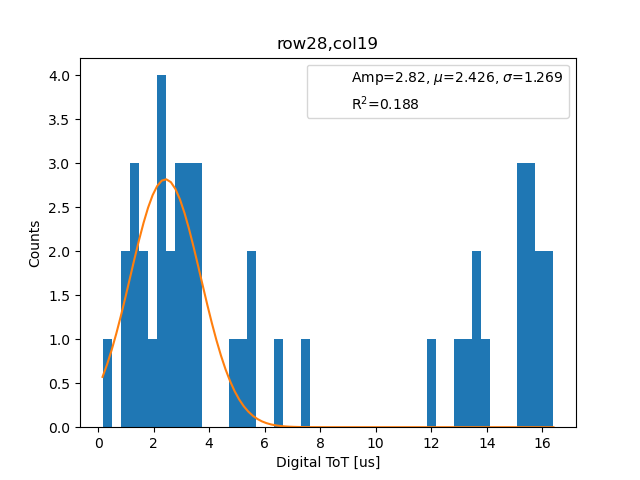 row28,col19
Amp=2.82, μ=2.426, σ=1.269
R²=0.188
4.0
3.5
3.0
2.5
2.0
1.5
1.0
0.5
0.0
Counts
0 2 4 6 8 10 12 14 16
Digital ToT [us]